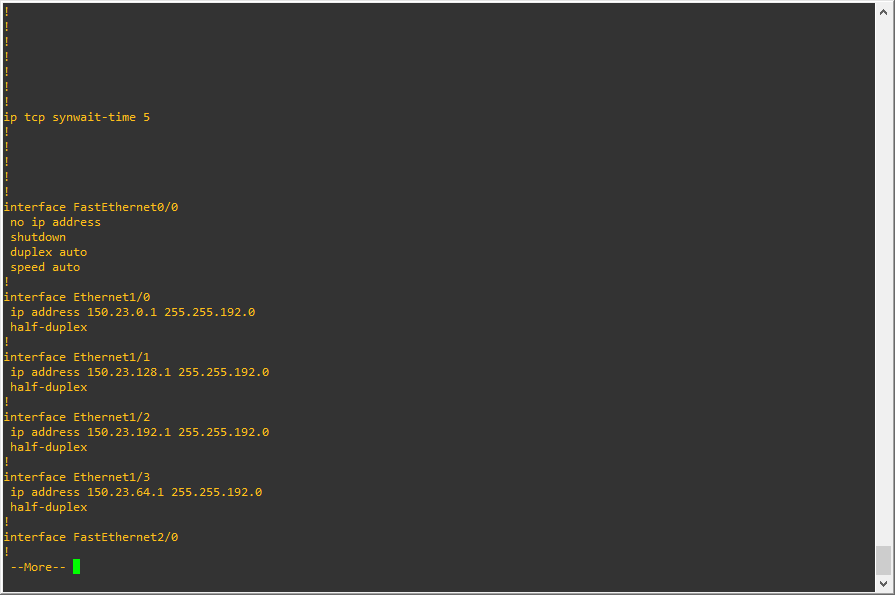 !
!
!
!
!
!
!
ip tcp synwait-time 5
!
!
!
!
!
interface FastEthernet0/0
 no ip address
 shutdown
 duplex auto
 speed auto
!
interface Ethernet1/0
 ip address 150.23.0.1 255.255.192.0
 half-duplex
!
interface Ethernet1/1
 ip address 150.23.128.1 255.255.192.0
 half-duplex
!
interface Ethernet1/2
 ip address 150.23.192.1 255.255.192.0
 half-duplex
!
interface Ethernet1/3
 ip address 150.23.64.1 255.255.192.0
 half-duplex
!
interface FastEthernet2/0
!
 --More--